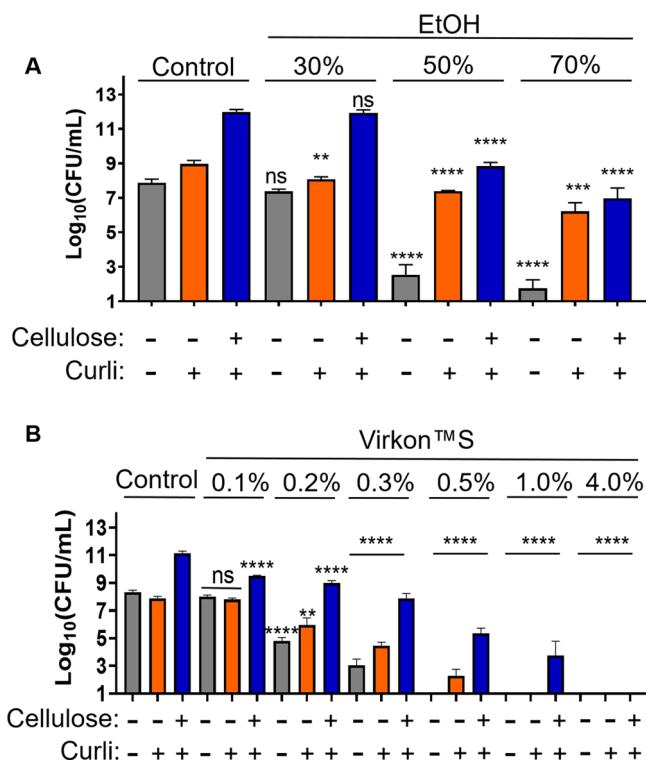 EtOH
A
Control 30% 50% 70%
13
11
9
7
5
3
1
Log10(CFU/mL)
ns ** ns **** **** **** **** *** ****
Cellulose: - - + - - + - - + - - +
Curli: - + + - + + - + + - + +
B
Virkon™S
Control 0.1% 0.2% 0.3% 0.5% 1.0% 4.0%
13
11
9
7
5
3
1
Log10(CFU/mL)
ns **** **** ** **** **** **** **** ****
Cellulose: - - + - - + - - + - - + - - + - - + - - +
Curli: - + + - + + - + + - + + - + + - + + - + +